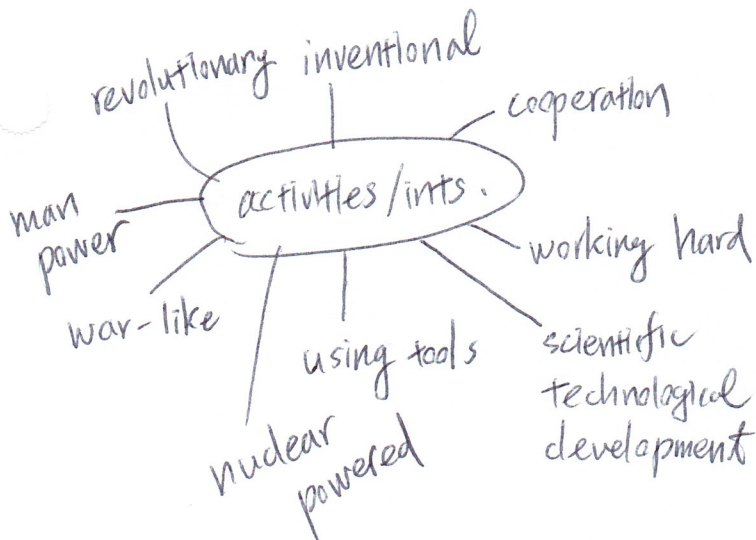 revolutionary
inventional
cooperation
activities/ints.
man
power
working hard
war-like
using tools
scientific
technological
development
nuclear
powered